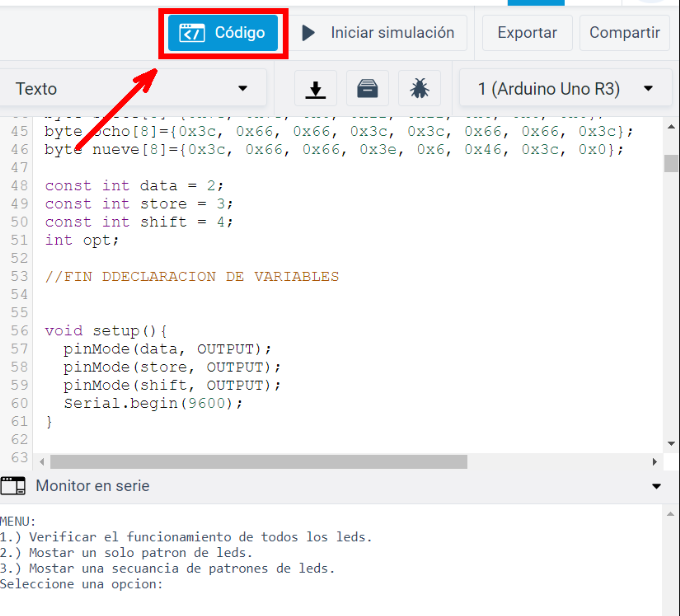 Código Iniciar simulación Exportar Compartir
Texto 1 (Arduino Uno R3)
45 byte ocho[8]={0x3c, 0x66, 0x66, 0x3c, 0x3c, 0x66, 0x66, 0x3c};
46 byte nueve[8]={0x3c, 0x66, 0x66, 0x3e, 0x6, 0x46, 0x3c, 0x0};
47
48 const int data = 2;
49 const int store = 3;
50 const int shift = 4;
51 int opt;
52
53 //FIN DDECLARACION DE VARIABLES
54
55
56 void setup(){
57 pinMode(data, OUTPUT);
58 pinMode(store, OUTPUT);
59 pinMode(shift, OUTPUT);
60 Serial.begin(9600);
61 }
62
63
Monitor en serie
MENU:
1.) Verificar el funcionamiento de todos los leds.
2.) Mostar un solo patron de leds.
3.) Mostar una secuancia de patrones de leds.
Seleccione una opcion: